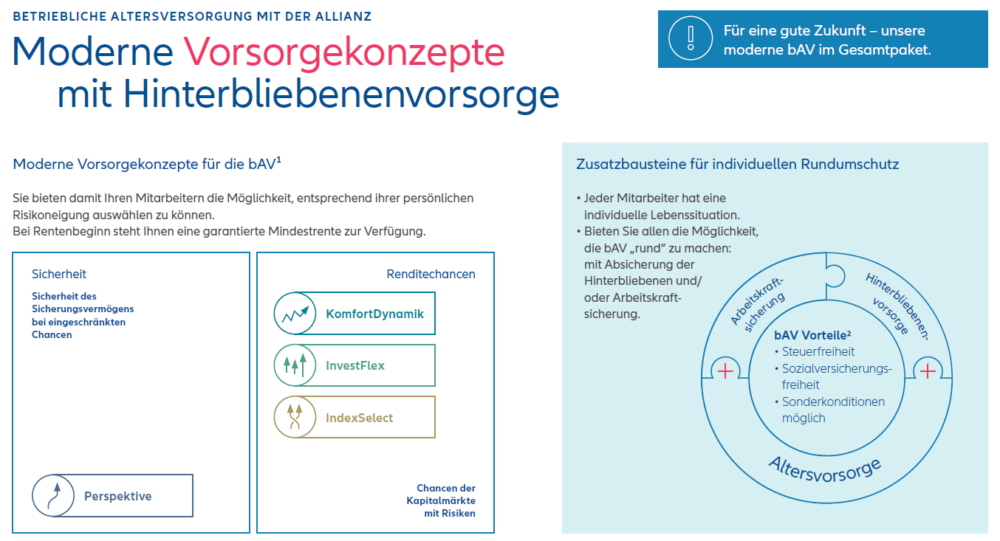 BETRIEBLICHE ALTERSVERSORGUNG MIT DER ALLIANZ
Moderne Vorsorgekonzepte
mit Hinterbliebenenvorsorge
Für eine gute Zukunft – unsere
moderne bAV im Gesamtpaket.
Moderne Vorsorgekonzepte für die bAV¹
Sie bieten damit Ihren Mitarbeitern die Möglichkeit, entsprechend ihrer persönlichen
Risikoneigung auswählen zu können.
Bei Rentenbeginn steht Ihnen eine garantierte Mindestrente zur Verfügung.
Sicherheit
Sicherheit des
Sicherungsvermögens
bei eingeschränkten
Chancen
Perspektive
Renditechancen
KomfortDynamik
InvestFlex
IndexSelect
Chancen der
Kapitalmärkte
mit Risiken
Zusatzbausteine für individuellen Rundumschutz
• Jeder Mitarbeiter hat eine
individuelle Lebenssituation.
• Bieten Sie allen die Möglichkeit,
die bAV „rund“ zu machen:
mit Absicherung der
Hinterbliebenen und/
oder Arbeitskraft-
sicherung.
Arbeitskraft-
sicherung
Hinterbliebenen-
vorsorge
bAV Vorteile²
• Steuerfreiheit
• Sozialversicherungs-
freiheit
• Sonderkonditionen
möglich
Altersvorsorge